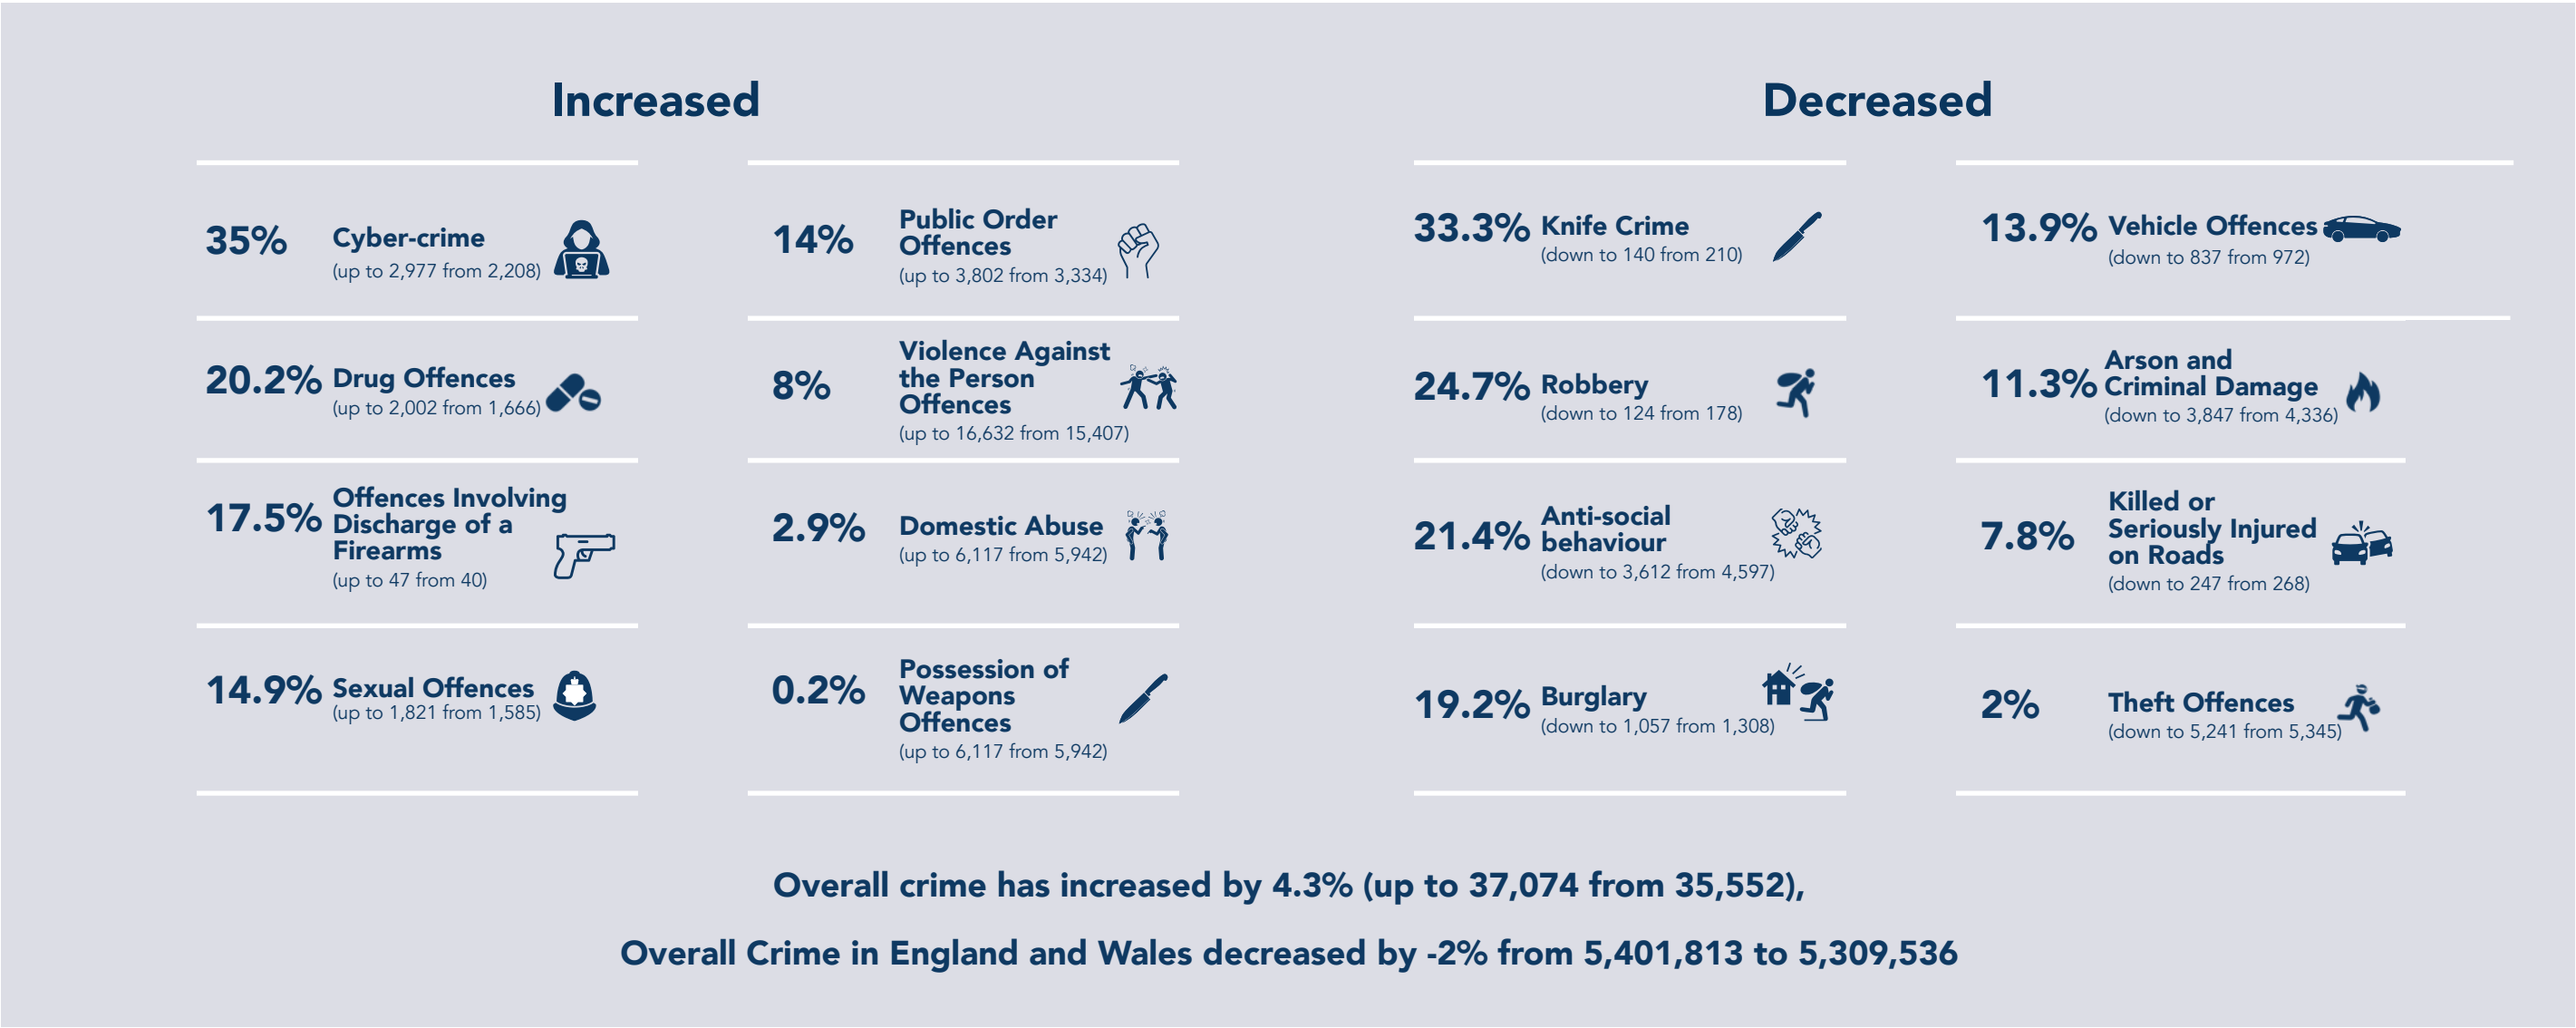 Increased
35%
Cyber-crime
(up to 2,977 from 2,208)
20.2%
Drug Offences
(up to 2,002 from 1,666)
17.5%
Offences Involving
Discharge of a
Firearms
(up to 47 from 40)
14.9%
Sexual Offences
(up to 1,821 from 1,585)
14%
Public Order
Offences
(up to 3,802 from 3,334)
8%
Violence Against
the Person
Offences
(up to 16,632 from 15,407)
2.9%
Domestic Abuse
(up to 6,117 from 5,942)
0.2%
Possession of
Weapons
Offences
(up to 6,117 from 5,942)
Decreased
33.3%
Knife Crime
(down to 140 from 210)
24.7%
Robbery
(down to 124 from 178)
21.4%
Anti-social
behaviour
(down to 3,612 from 4,597)
19.2%
Burglary
(down to 1,057 from 1,308)
13.9%
Vehicle Offences
(down to 837 from 972)
11.3%
Arson and
Criminal Damage
(down to 3,847 from 4,336)
7.8%
Killed or
Seriously Injured
on Roads
(down to 247 from 268)
2%
Theft Offences
(down to 5,241 from 5,345)
Overall crime has increased by 4.3% (up to 37,074 from 35,552),
Overall Crime in England and Wales decreased by -2% from 5,401,813 to 5,309,536